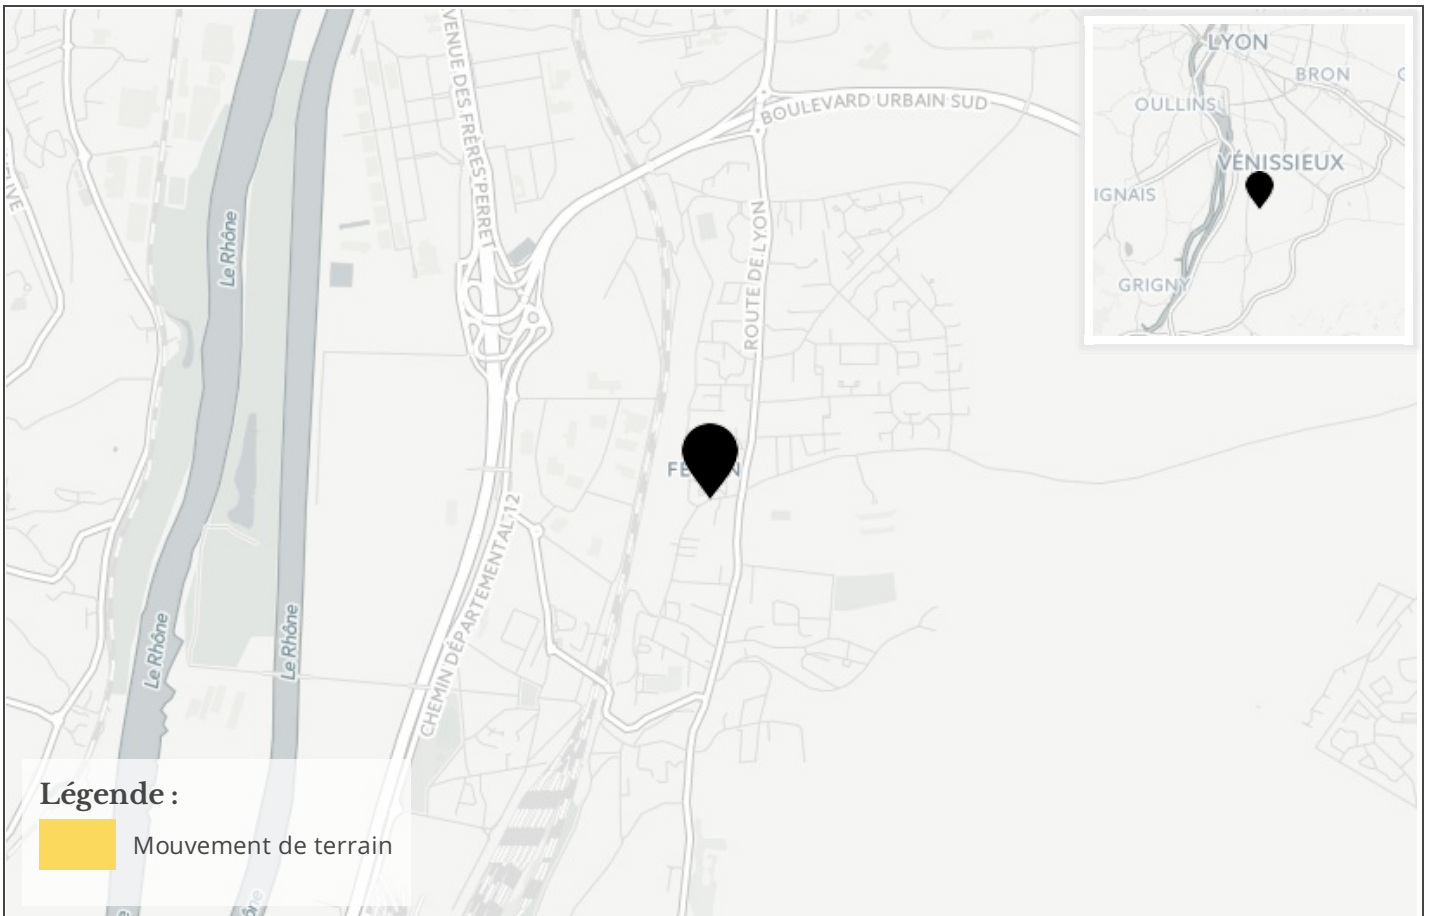 VENUE DES FRÈRES PERRET
BOULEVARD URBAIN SUD
ROUTE DE LYON
Le Rhône
Le Rhône
Le Rhône
CHEMIN DÉPARTEMENTAL 12
LYON
BRON
OULLINS
VÉNISSIEUX
IGNAIS
GRIGNY
Légende :
Mouvement de terrain